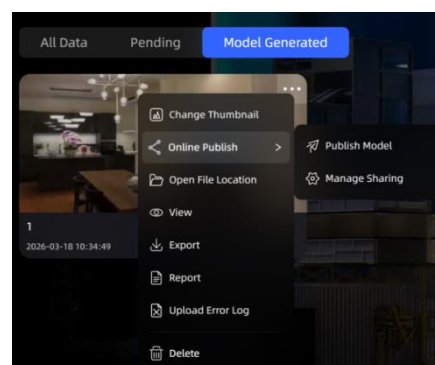 All Data Pending Model Generated
Change Thumbnail
Online Publish >
Publish Model
Open File Location
Manage Sharing
View
1
2026-03-18 10:34:49
Export
Report
Upload Error Log
Delete